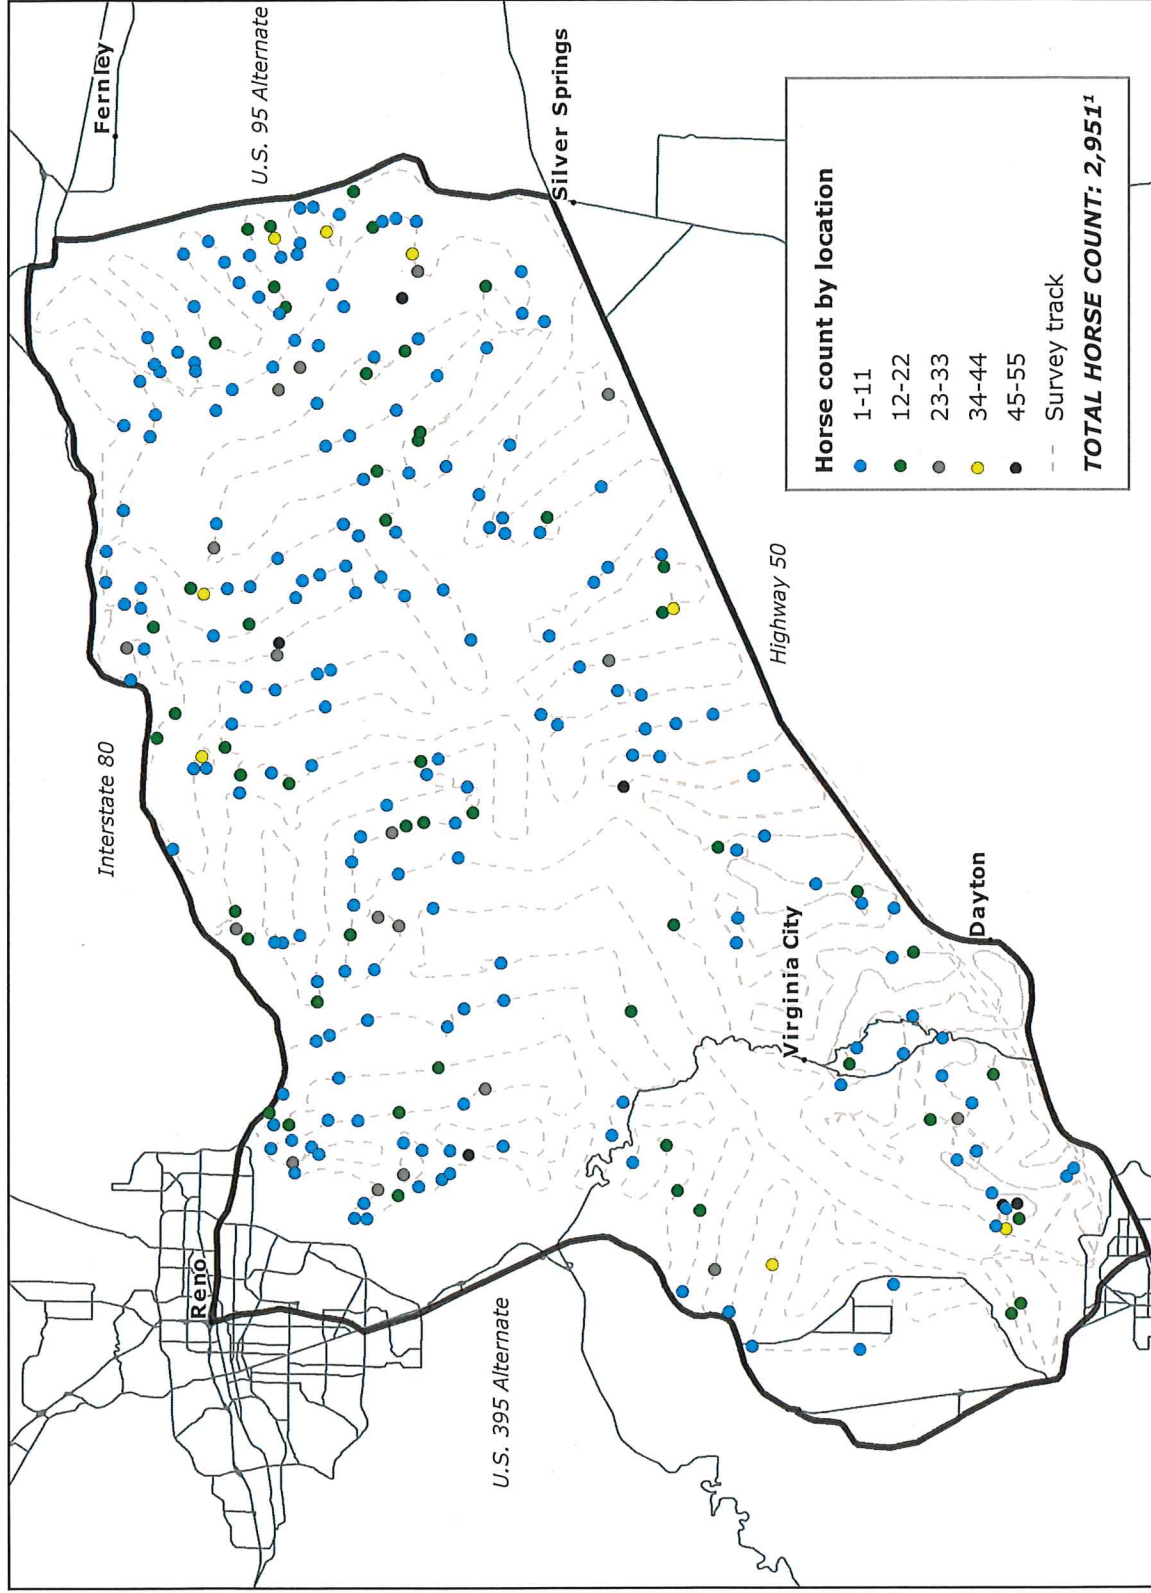 Fernley
U.S. 95 Alternate
Silver Springs
Interstate 80
Highway 50
Reno
Virginia City
Dayton
U.S. 395 Alternate
Horse count by location
1-11
12-22
23-33
34-44
45-55
Survey track
TOTAL HORSE COUNT: 2,951¹